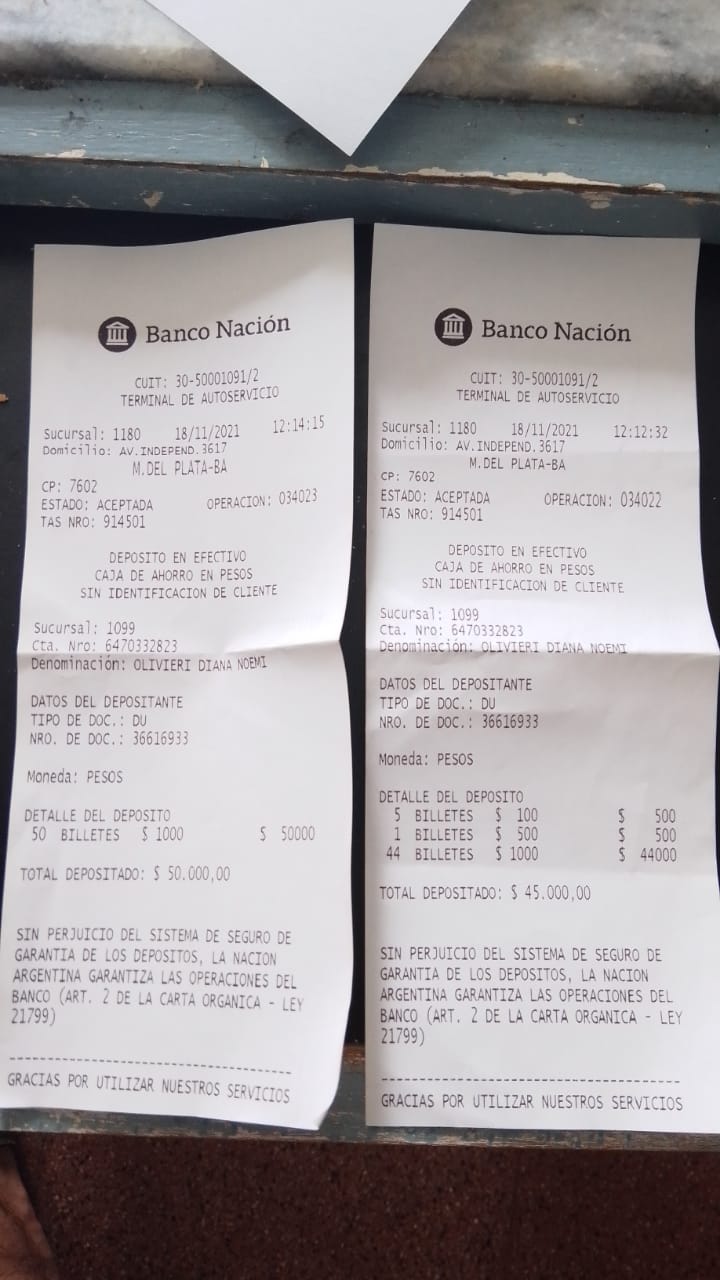 Banco Nación
CUIT: 30-50001091/2
TERMINAL DE AUTOSERVICIO
Sucursal: 1180 18/11/2021 12:14:15
Domicilio: AV.INDEPEND.3617
M.DEL PLATA-BA
CP: 7602
ESTADO: ACEPTADA OPERACION: 034023
TAS NRO: 914501
DEPOSITO EN EFECTIVO
CAJA DE AHORRO EN PESOS
SIN IDENTIFICACION DE CLIENTE
Sucursal: 1099
Cta. Nro: 6470332823
Denominación: OLIVIERI DIANA NOEMI
DATOS DEL DEPOSITANTE
TIPO DE DOC.: DU
NRO. DE DOC.: 36616933
Moneda: PESOS
DETALLE DEL DEPOSITO
50 BILLETES $ 1000 $ 50000
TOTAL DEPOSITADO: $ 50.000,00
SIN PERJUICIO DEL SISTEMA DE SEGURO DE
GARANTIA DE LOS DEPOSITOS, LA NACION
ARGENTINA GARANTIZA LAS OPERACIONES DEL
BANCO (ART. 2 DE LA CARTA ORGANICA - LEY
21799)
----------------------------------------
GRACIAS POR UTILIZAR NUESTROS SERVICIOS
Banco Nación
CUIT: 30-50001091/2
TERMINAL DE AUTOSERVICIO
Sucursal: 1180 18/11/2021 12:12:32
Domicilio: AV.INDEPEND.3617
M.DEL PLATA-BA
CP: 7602
ESTADO: ACEPTADA OPERACION: 034022
TAS NRO: 914501
DEPOSITO EN EFECTIVO
CAJA DE AHORRO EN PESOS
SIN IDENTIFICACION DE CLIENTE
Sucursal: 1099
Cta. Nro: 6470332823
Denominación: OLIVIERI DIANA NOEMI
DATOS DEL DEPOSITANTE
TIPO DE DOC.: DU
NRO. DE DOC.: 36616933
Moneda: PESOS
DETALLE DEL DEPOSITO
5 BILLETES $ 100 $ 500
1 BILLETES $ 500 $ 500
44 BILLETES $ 1000 $ 44000
TOTAL DEPOSITADO: $ 45.000,00
SIN PERJUICIO DEL SISTEMA DE SEGURO DE
GARANTIA DE LOS DEPOSITOS, LA NACION
ARGENTINA GARANTIZA LAS OPERACIONES DEL
BANCO (ART. 2 DE LA CARTA ORGANICA - LEY
21799)
----------------------------------------
GRACIAS POR UTILIZAR NUESTROS SERVICIOS